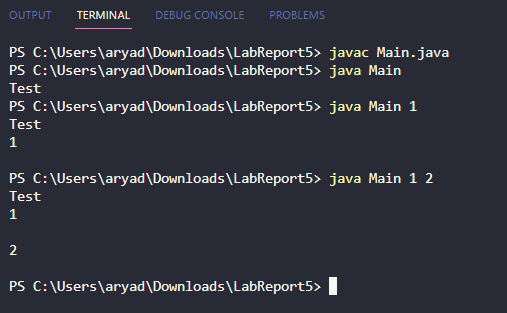 OUTPUT TERMINAL DEBUG CONSOLE PROBLEMS
PS C:\Users\aryad\Downloads\LabReport5> javac Main.java
PS C:\Users\aryad\Downloads\LabReport5> java Main
Test
PS C:\Users\aryad\Downloads\LabReport5> java Main 1
Test
1
PS C:\Users\aryad\Downloads\LabReport5> java Main 1 2
Test
1
2
PS C:\Users\aryad\Downloads\LabReport5>